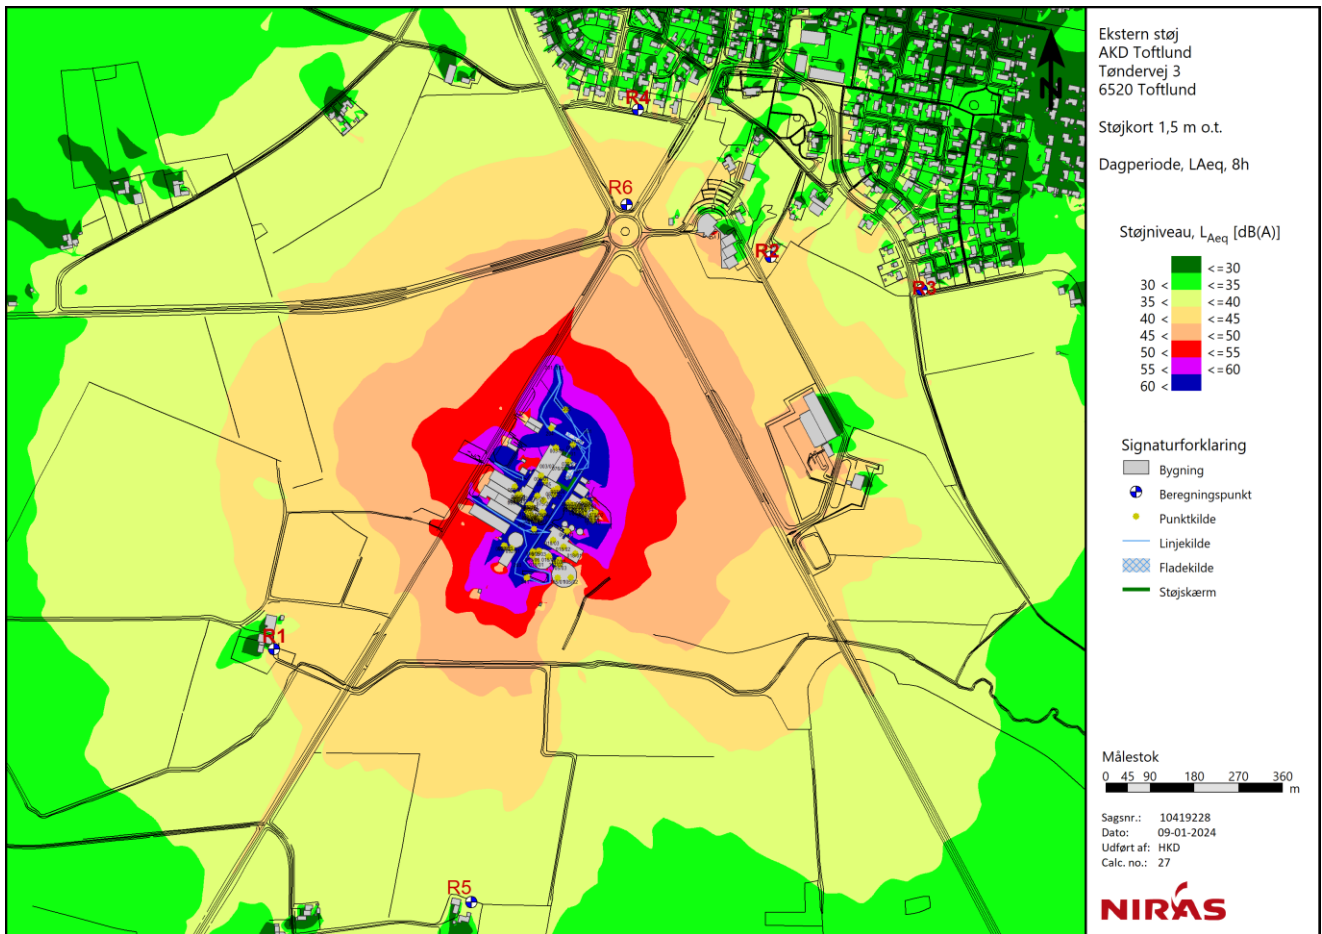 R4
R6
R2
R3
R1
R5
N
Ekstern støj
AKD Toftlund
Tøndervej 3
6520 Toftlund
Støjkort 1,5 m o.t.
Dagperiode, LAeq, 8h
Støjniveau, LAeq [dB(A)]
<=30
30 < <=35
35 < <=40
40 < <=45
45 < <=50
50 < <=55
55 < <=60
60 <
Signaturforklaring
Bygning
Beregningspunkt
Punktkilde
Linjekilde
Fladekilde
Støjskærm
Målestok
0 45 90 180 270 360
m
Sagsnr.: 10419228
Dato: 09-01-2024
Udført af: HKD
Calc. no.: 27
NIRAS